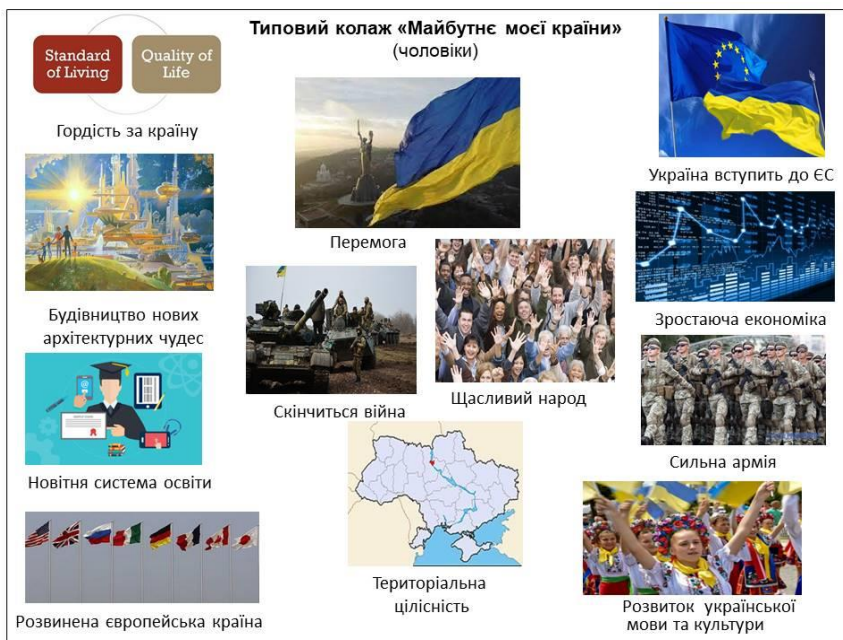 Типовий колаж «Майбутнє моєї країни»
(чоловіки)
Standard
of Living
Quality of
Life
Гордість за країну
Будівництво нових
архітектурних чудес
Новітня система освіти
Розвинена європейська країна
Перемога
Скінчиться війна
Щасливий народ
Територіальна
цілісність
Україна вступить до ЄС
Зростаюча економіка
Сильна армія
Розвиток української
мови та культури